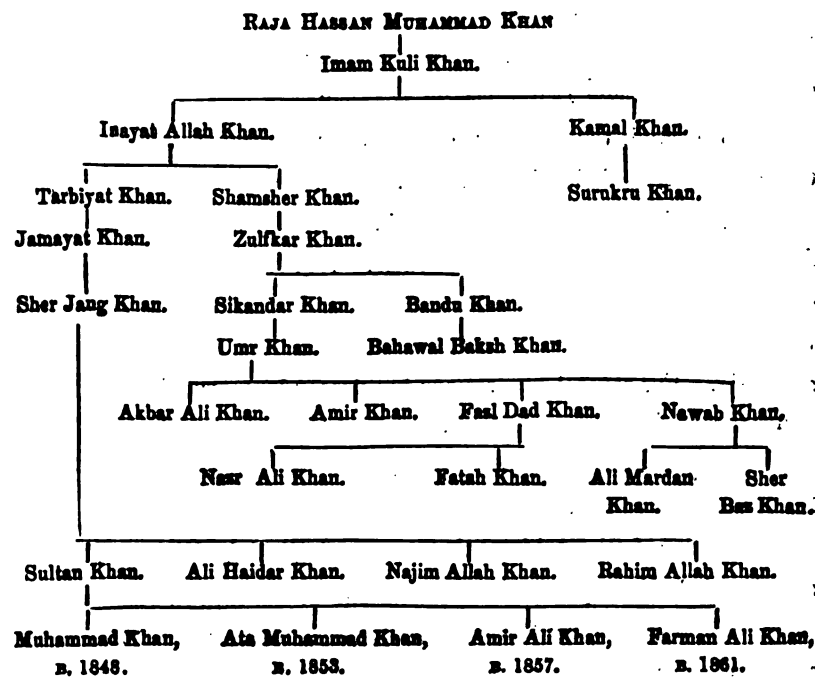 RAJA HASSAN MUHAMMAD KHAN
Imam Kuli Khan.
Inayat Allah Khan. Kamal Khan.
Tarbiyat Khan. Shamsher Khan. Surukru Khan.
Jamayat Khan. Zulfkar Khan.
Sher Jang Khan. Sikandar Khan. Bandu Khan.
Umr Khan. Bahawal Baksh Khan.
Akbar Ali Khan. Amir Khan. Fazl Dad Khan. Nawab Khan.
Nasr Ali Khan. Fatah Khan. Ali Mardan Sher
Khan. Baz Khan.
Sultan Khan. Ali Haidar Khan. Najim Allah Khan. Rahim Allah Khan.
Muhammad Khan, Ata Muhammad Khan, Amir Ali Khan, Farman Ali Khan,
B. 1848. B. 1853. B. 1857. B. 1861.